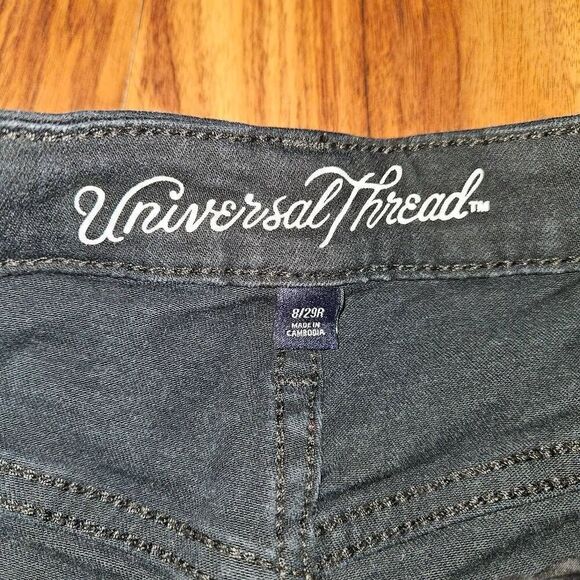 Universal Thread™
8/29R
MADE IN
CAMBODIA